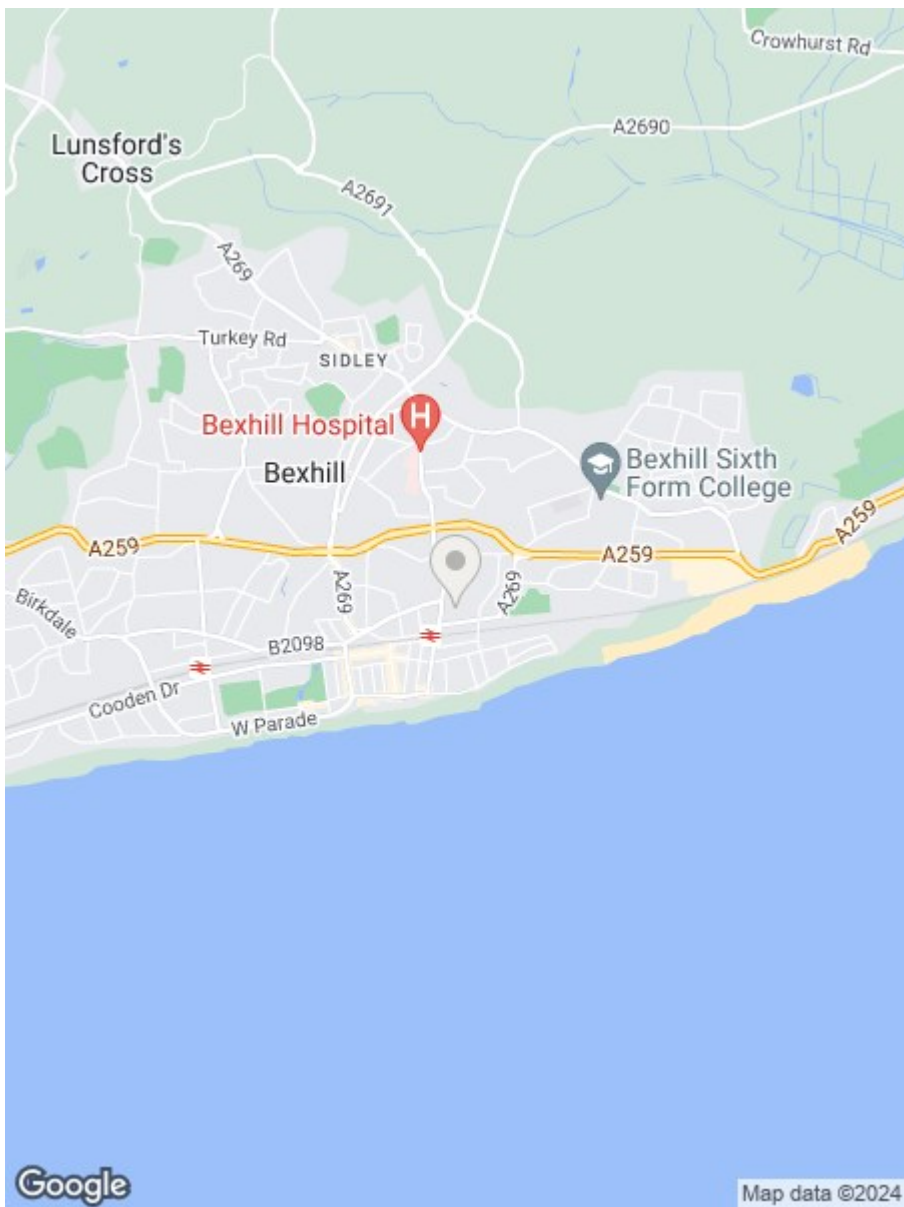 Crowhurst Rd
A2690
Lunsford's
Cross
A2691
A269
Turkey Rd
SIDLEY
Bexhill Hospital
H
Bexhill
Bexhill Sixth
Form College
A259
A259
A259
A269
A269
Birkdale
B2098
Cooden Dr
W Parade
Google
Map data ©2024